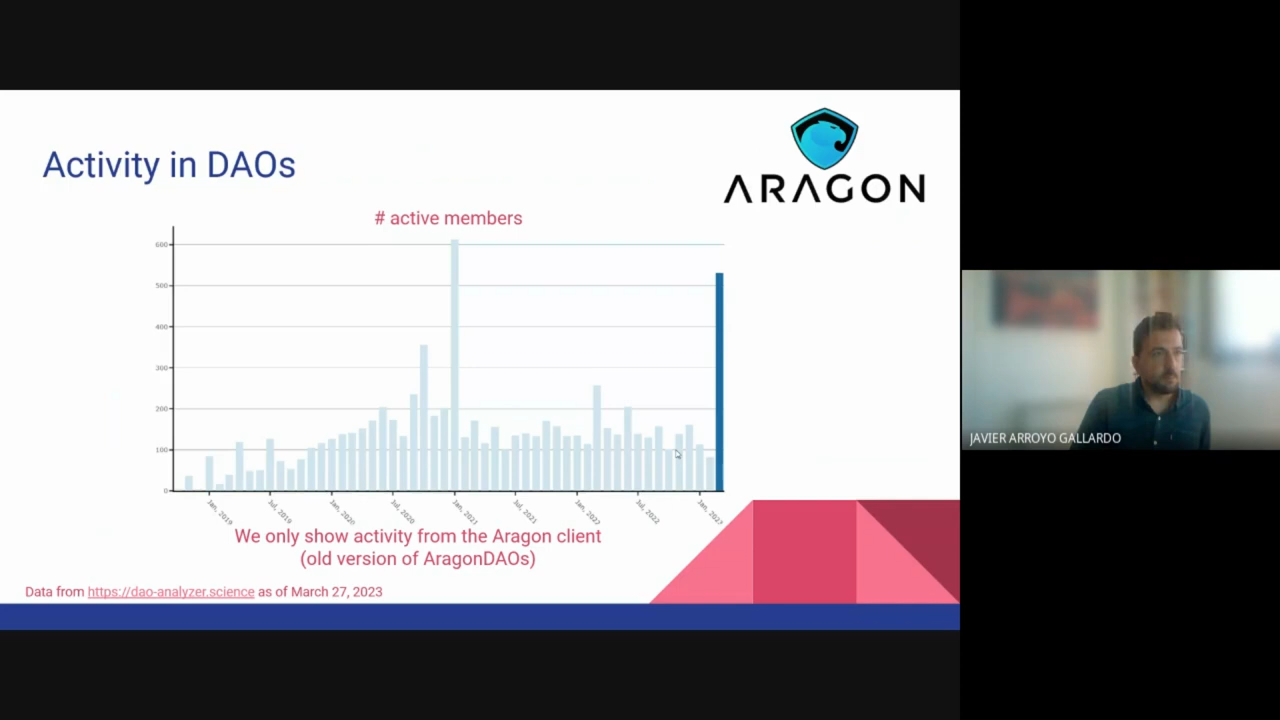 Activity in DAOs
ARAGON
# active members
600
500
400
300
200
100
0
Jan, 2019
Jul, 2019
Jan, 2020
Jul, 2020
Jan, 2021
Jul, 2021
Jan, 2022
Jul, 2022
Jan, 2023
We only show activity from the Aragon client
(old version of AragonDAOs)
Data from https://dao-analyzer.science as of March 27, 2023
JAVIER ARROYO GALLARDO